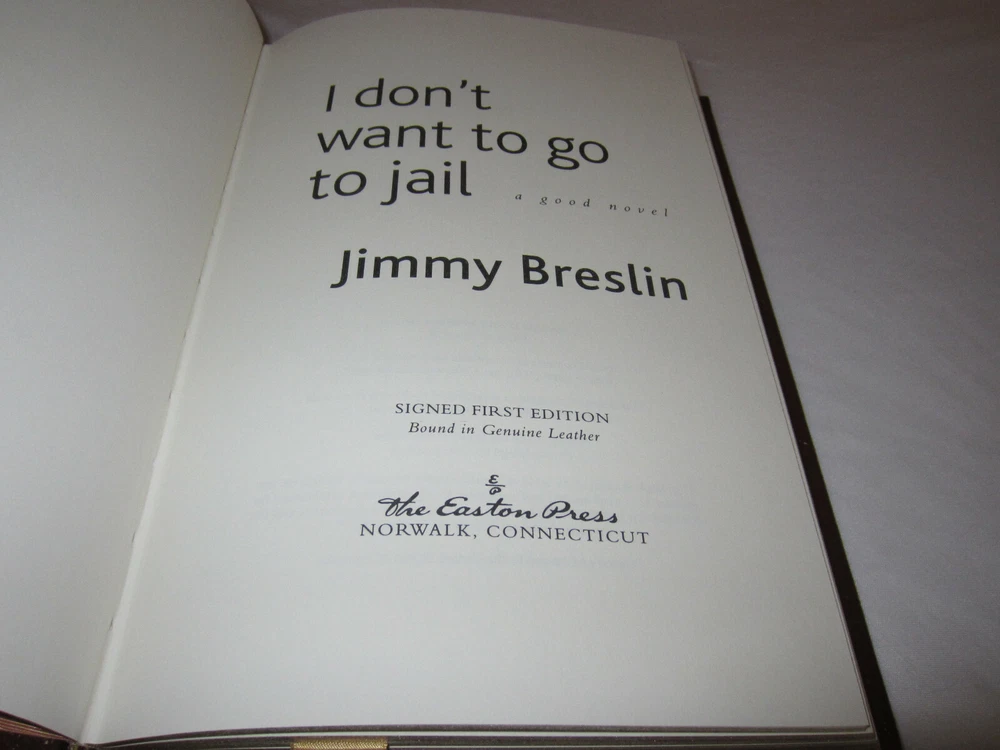 I don't
want to go
to jail
a good novel
Jimmy Breslin
SIGNED FIRST EDITION
Bound in Genuine Leather
E
P
The Easton Press
NORWALK, CONNECTICUT